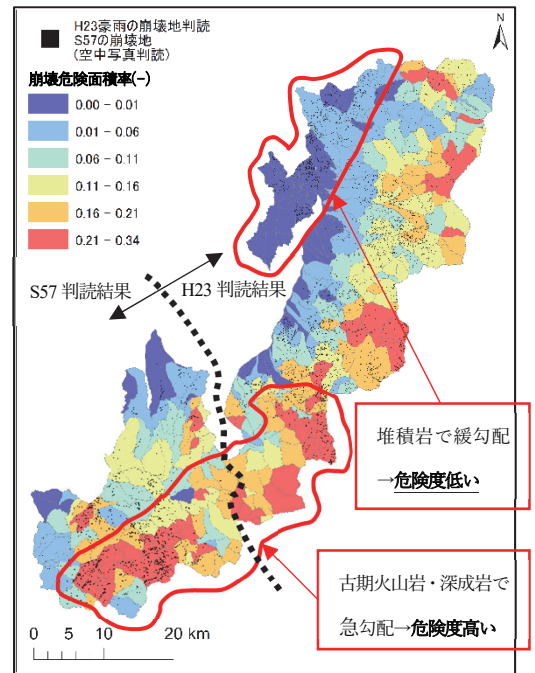 H23豪雨の崩壊地判読
S57の崩壊地
(空中写真判読)
N
崩壊危険面積率(-)
0.00 - 0.01
0.01 - 0.06
0.06 - 0.11
0.11 - 0.16
0.16 - 0.21
0.21 - 0.34
S57 判読結果
H23 判読結果
堆積岩で緩勾配
→危険度低い
古期火山岩・深成岩で
急勾配→危険度高い
0 5 10 20 km